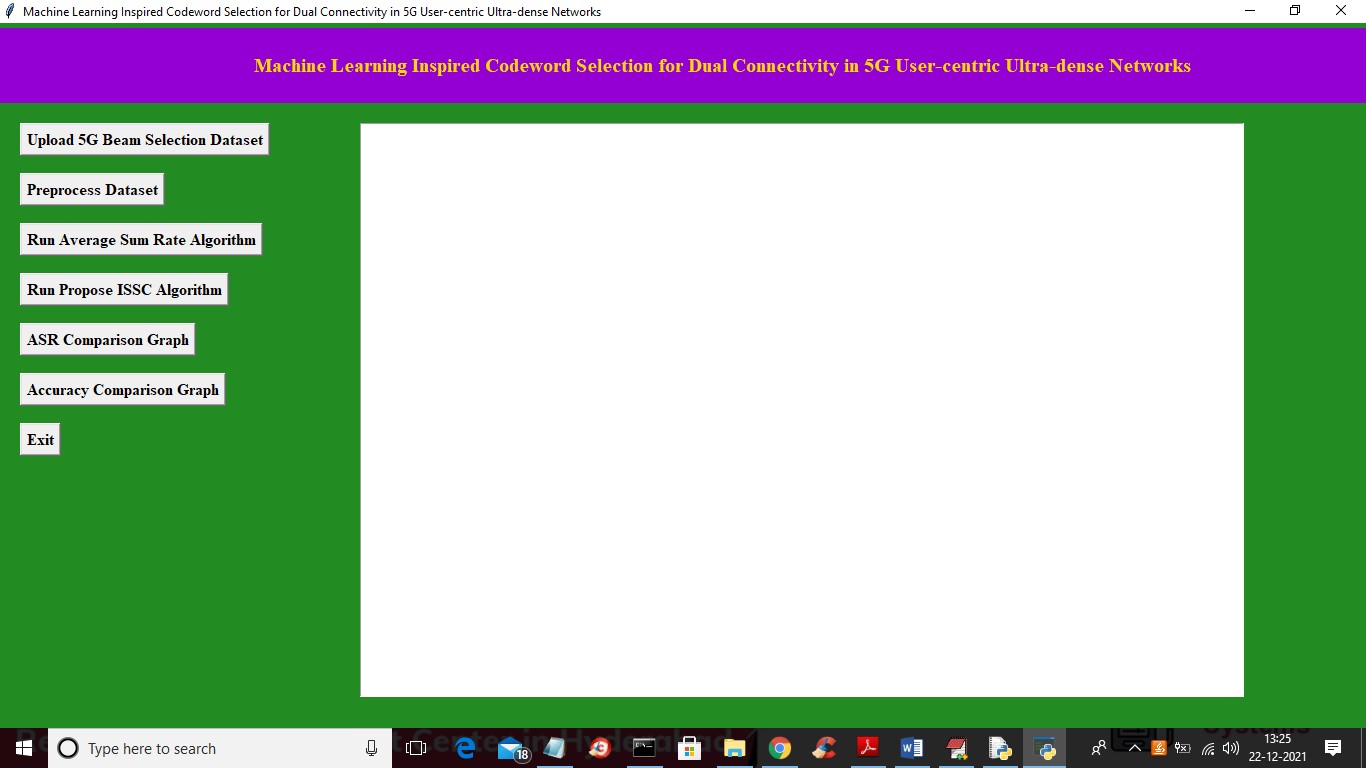 Machine Learning Inspired Codeword Selection for Dual Connectivity in 5G User-centric Ultra-dense Networks
Machine Learning Inspired Codeword Selection for Dual Connectivity in 5G User-centric Ultra-dense Networks
Upload 5G Beam Selection Dataset
Preprocess Dataset
Run Average Sum Rate Algorithm
Run Propose ISSC Algorithm
ASR Comparison Graph
Accuracy Comparison Graph
Exit
Type here to search
18
13:25
22-12-2021